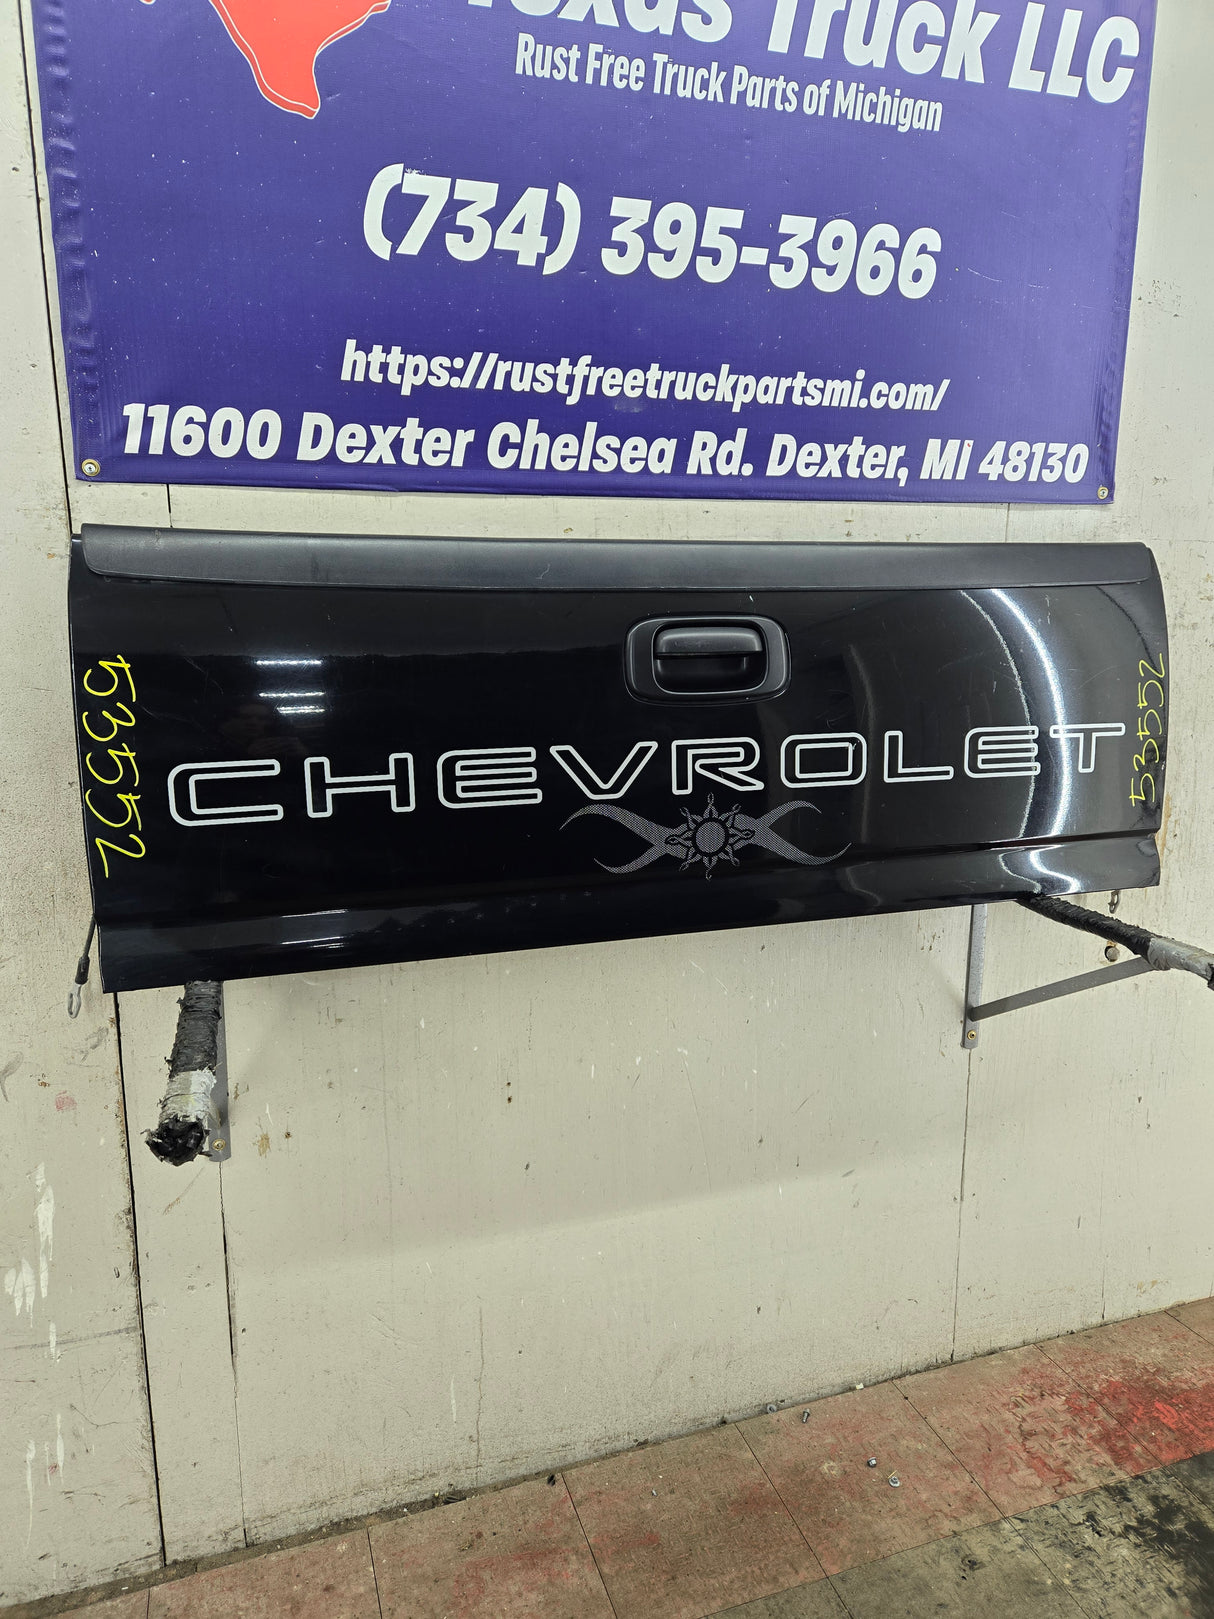 Texas Truck LLC
Rust Free Truck Parts of Michigan
(734) 395-3966
https://rustfreetruckpartsmi.com/
11600 Dexter Chelsea Rd. Dexter, Mi 48130
53552
CHEVROLET
53552